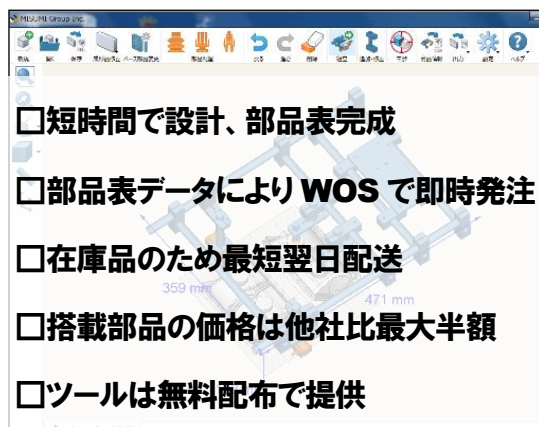 MISUMI Group Inc.
□短時間で設計、部品表完成
□部品表データによりWOSで即時発注
□在庫品のため最短翌日配送
359 mm
471 mm
□搭載部品の価格は他社比最大半額
□ツールは無料配布で提供